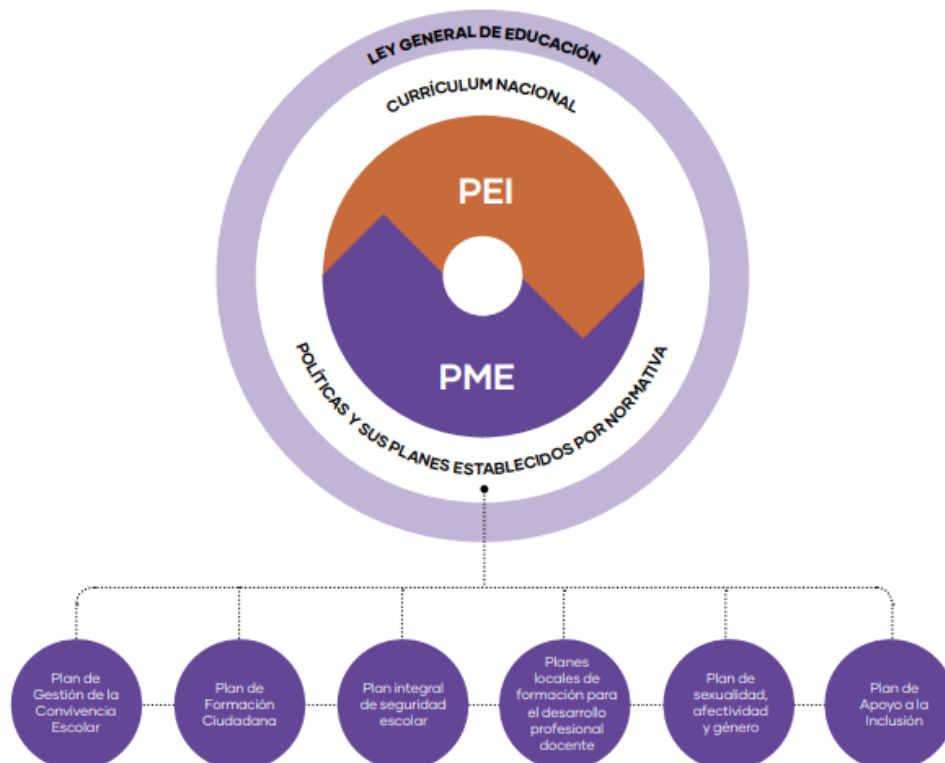 LEY GENERAL DE EDUCACIÓN
CURRÍCULUM NACIONAL
PEI
PME
POLÍTICAS Y SUS PLANES ESTABLECIDOS POR NORMATIVA
Plan de
Gestión de la
Convivencia
Escolar
Plan de
Formación
Ciudadana
Plan integral
de seguridad
escolar
Planes
locales de
formación para
el desarrollo
profesional
docente
Plan de
sexualidad,
afectividad
y género
Plan de
Apoyo a la
Inclusión